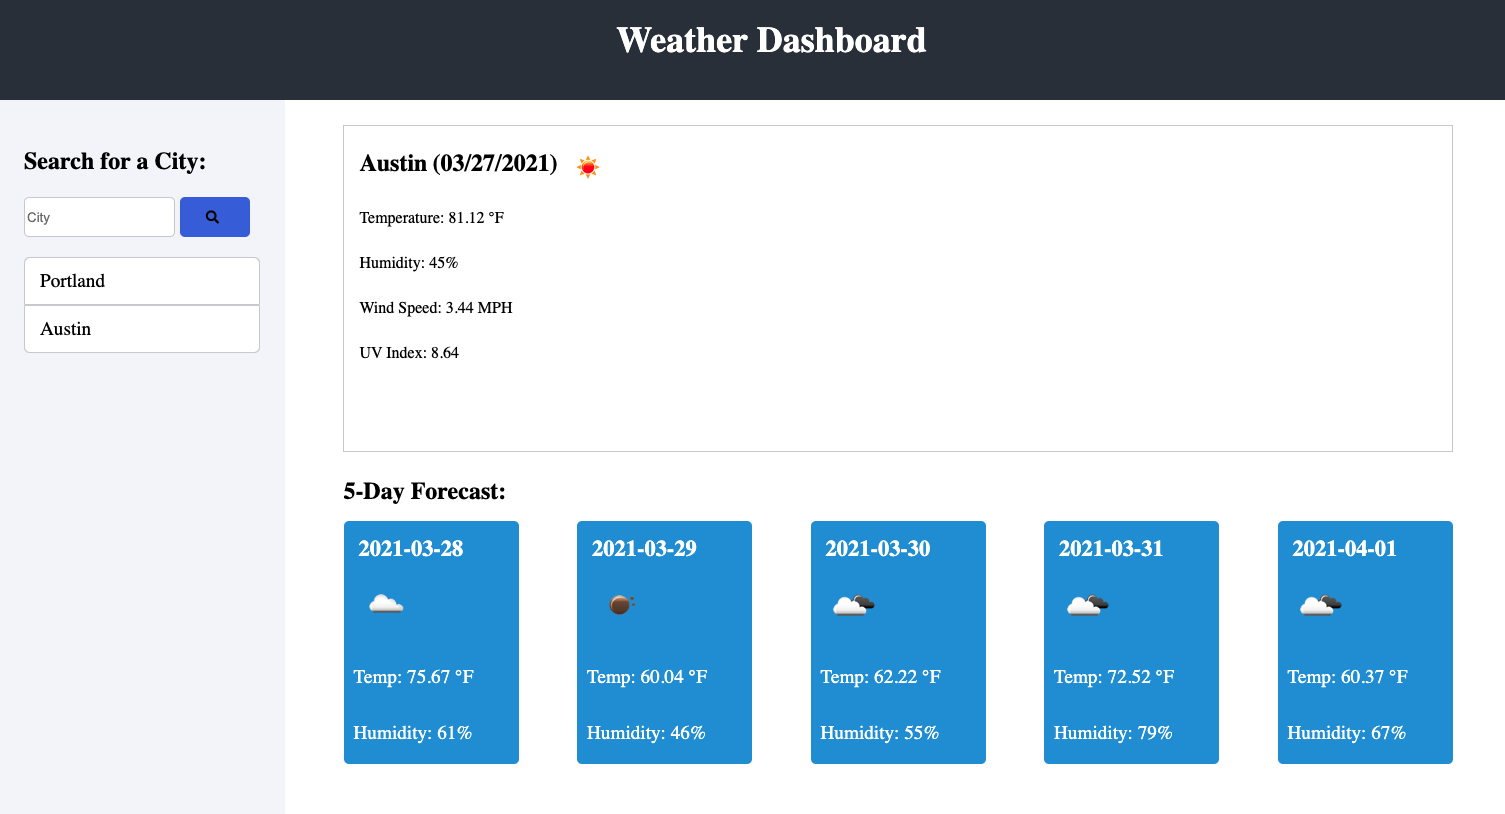 Weather Dashboard
Search for a City:
City
Portland
Austin
Austin (03/27/2021)
Temperature: 81.12 °F
Humidity: 45%
Wind Speed: 3.44 MPH
UV Index: 8.64
5-Day Forecast:
2021-03-28
Temp: 75.67 °F
Humidity: 61%
2021-03-29
Temp: 60.04 °F
Humidity: 46%
2021-03-30
Temp: 62.22 °F
Humidity: 55%
2021-03-31
Temp: 72.52 °F
Humidity: 79%
2021-04-01
Temp: 60.37 °F
Humidity: 67%